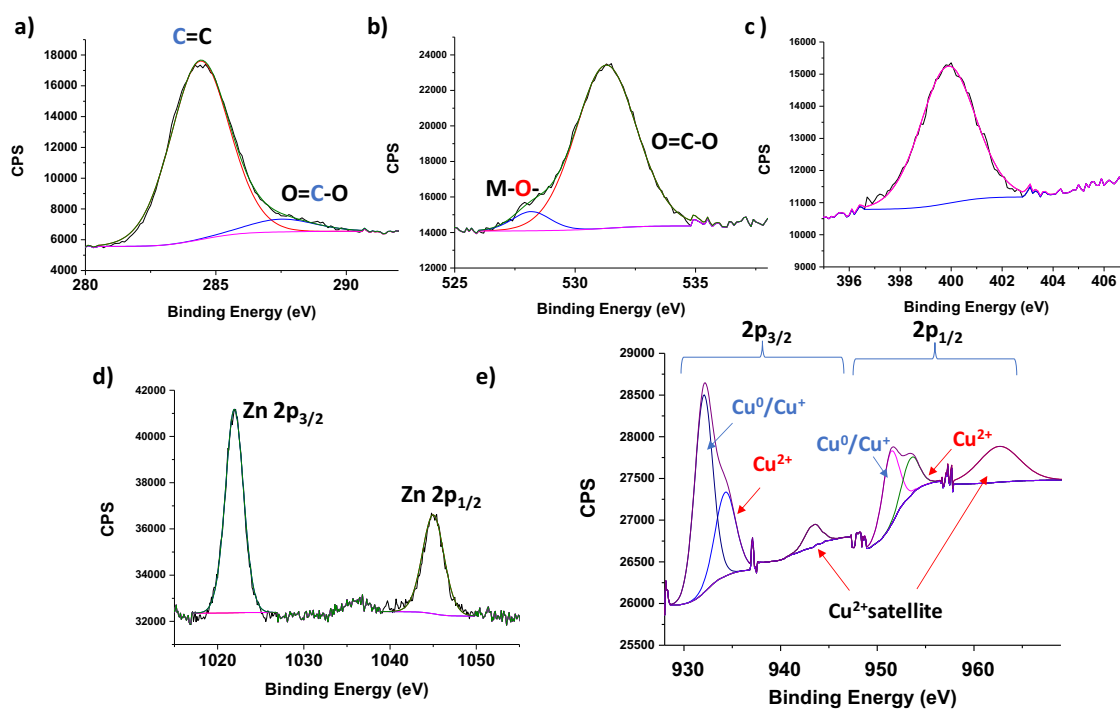 a)
C=C
O=C-O
CPS
18000
16000
14000
12000
10000
8000
6000
4000
280
285
290
Binding Energy (eV)
b)
M-O-
O=C-O
CPS
24000
22000
20000
18000
16000
14000
12000
525
530
535
Binding Energy (eV)
c )
CPS
16000
15000
14000
13000
12000
11000
10000
9000
396
398
400
402
404
406
Binding Energy (eV)
d)
Zn 2p3/2
Zn 2p1/2
CPS
42000
40000
38000
36000
34000
32000
1020
1030
1040
1050
Binding Energy (eV)
e)
2p3/2
2p1/2
Cu⁰/Cu⁺
Cu²⁺
Cu⁰/Cu⁺
Cu²⁺
Cu²⁺satellite
CPS
29000
28500
28000
27500
27000
26500
26000
25500
930
940
950
960
Binding Energy (eV)